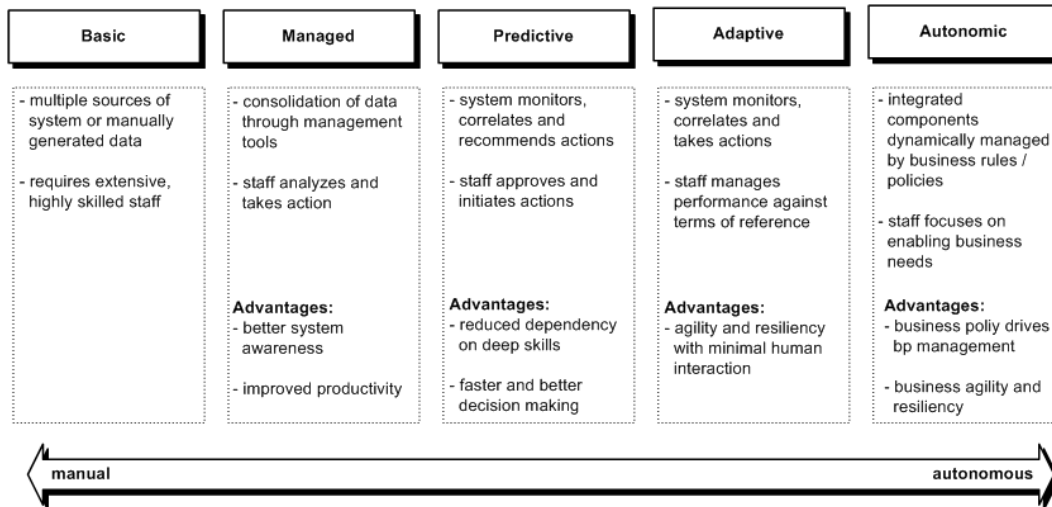 Basic
Managed
Predictive
Adaptive
Autonomic
- multiple sources of
system or manually
generated data
- requires extensive,
highly skilled staff
- consolidation of data
through management
tools
- staff analyzes and
takes action
Advantages:
- better system
awareness
- improved productivity
- system monitors,
correlates and
recommends actions
- staff approves and
initiates actions
Advantages:
- reduced dependency
on deep skills
- faster and better
decision making
- system monitors,
correlates and
takes actions
- staff manages
performance against
terms of reference
Advantages:
- agility and resiliency
with minimal human
interaction
- integrated
components
dynamically managed
by business rules /
policies
- staff focuses on
enabling business
needs
Advantages:
- business poliy drives
bp management
- business agility and
resiliency
manual
autonomous